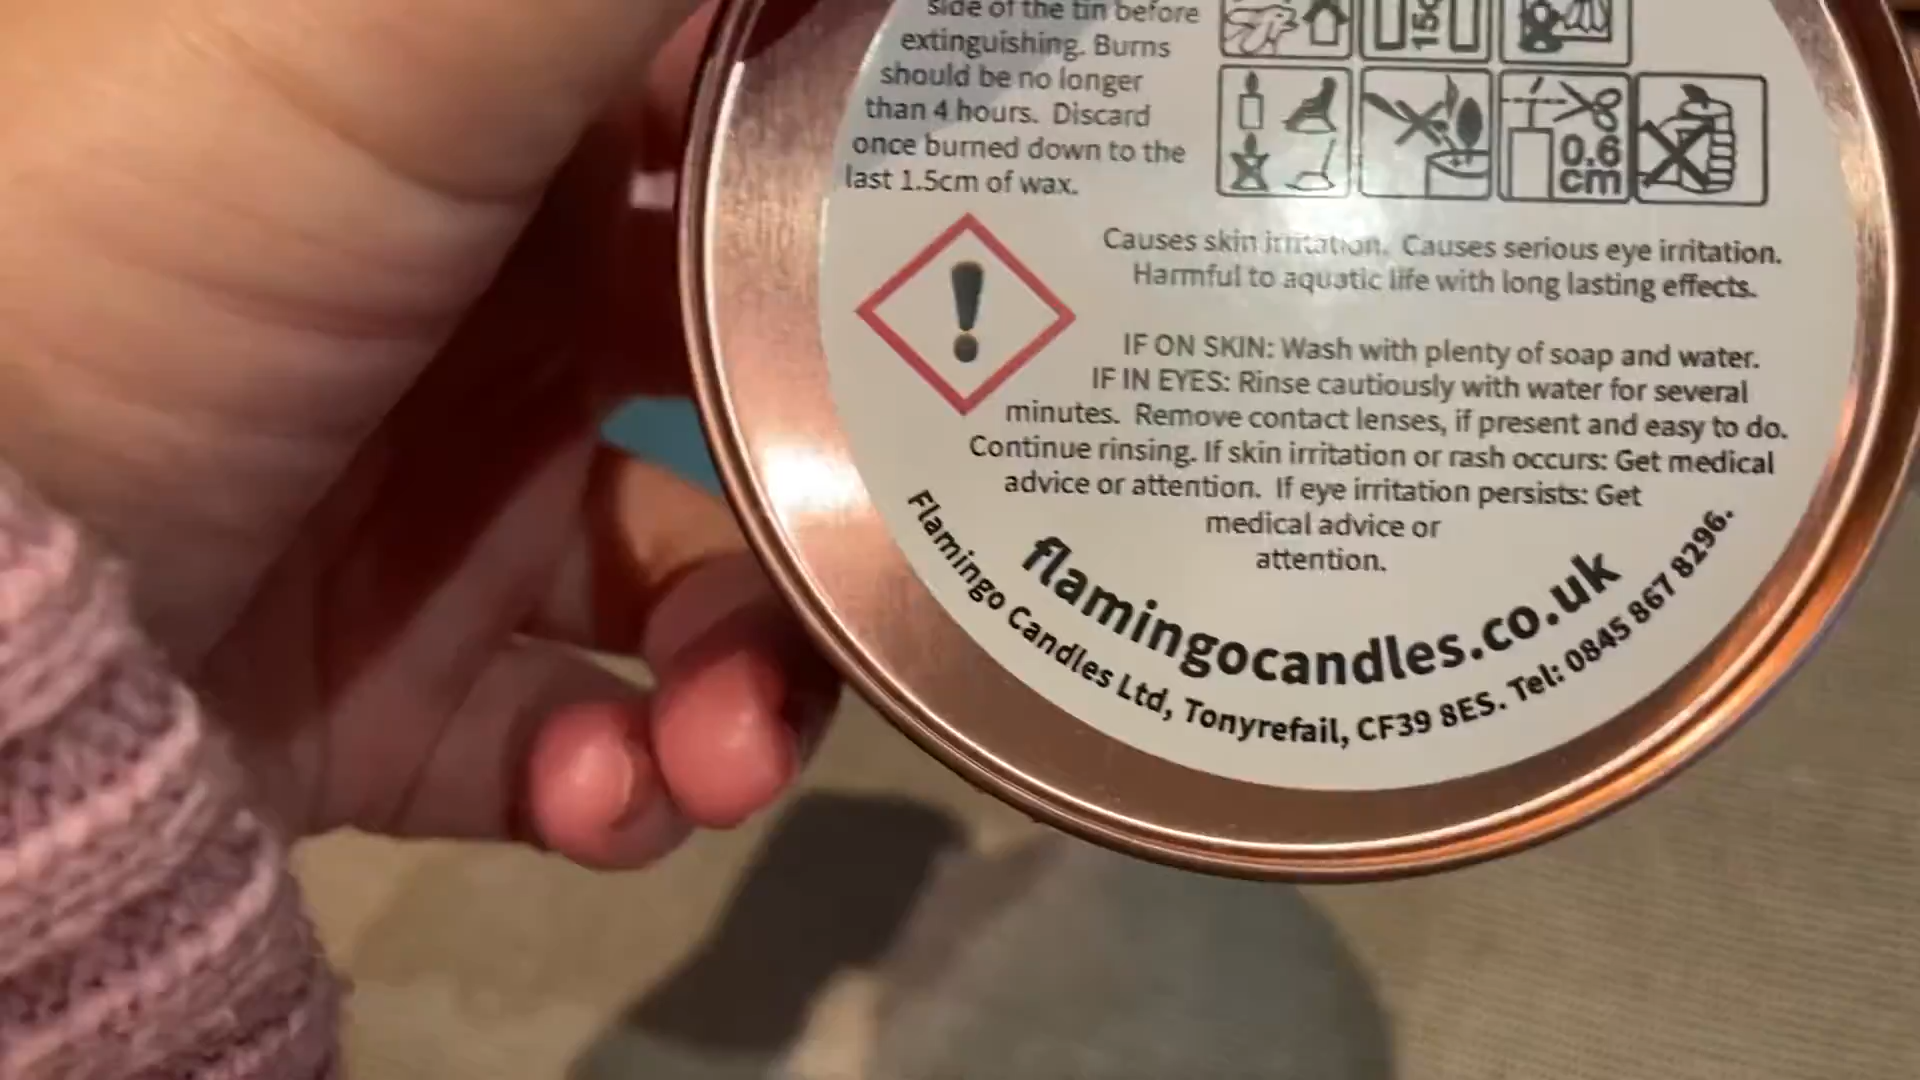 side of the tin before
extinguishing. Burns
should be no longer
than 4 hours. Discard
once burned down to the
last 1.5cm of wax.
0.6
cm
Causes skin irritation. Causes serious eye irritation.
Harmful to aquatic life with long lasting effects.
IF ON SKIN: Wash with plenty of soap and water.
IF IN EYES: Rinse cautiously with water for several
minutes. Remove contact lenses, if present and easy to do.
Continue rinsing. If skin irritation or rash occurs: Get medical
advice or attention. If eye irritation persists: Get
medical advice or
attention.
flamingocandles.co.uk
Flamingo Candles Ltd, Tonyrefail, CF39 8ES. Tel: 0845 867 8296.